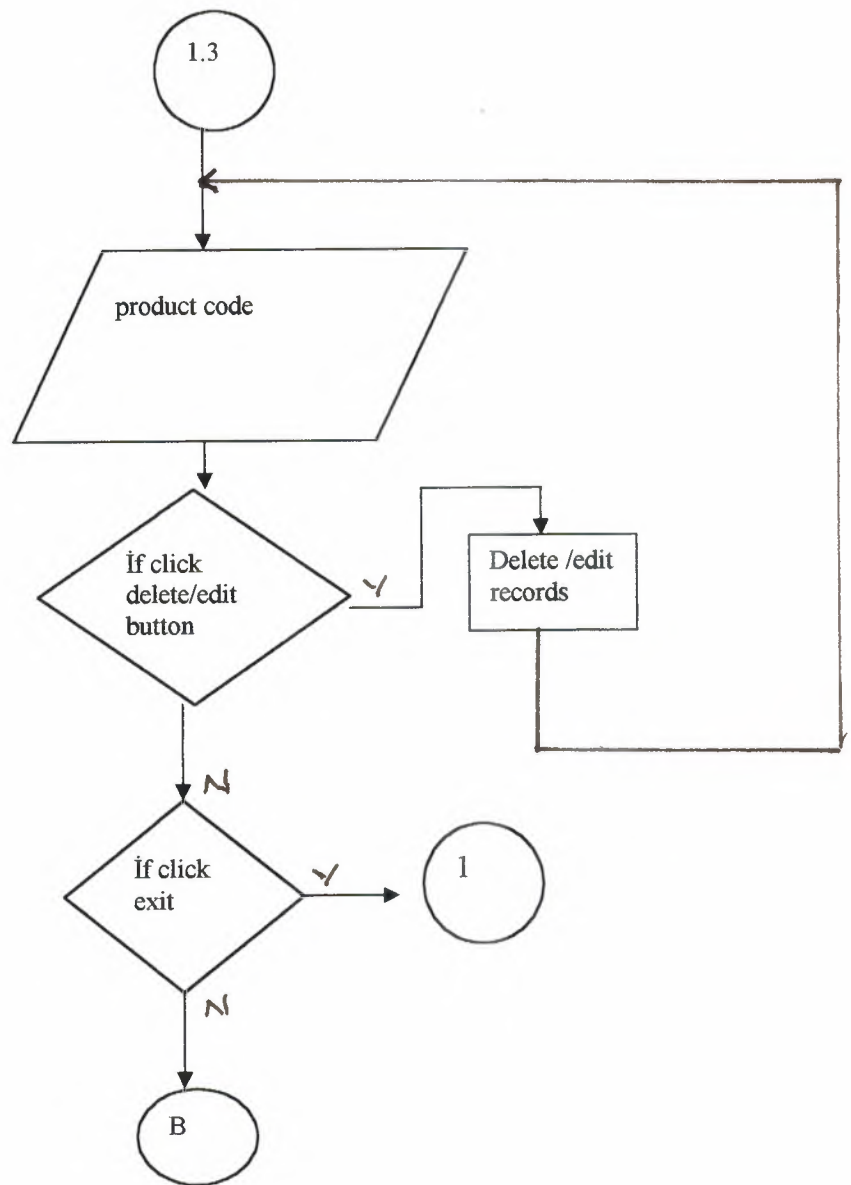 1.3
product code
İf click
delete/edit
button
Y
Delete /edit
records
N
İf click
exit
Y
1
N
B